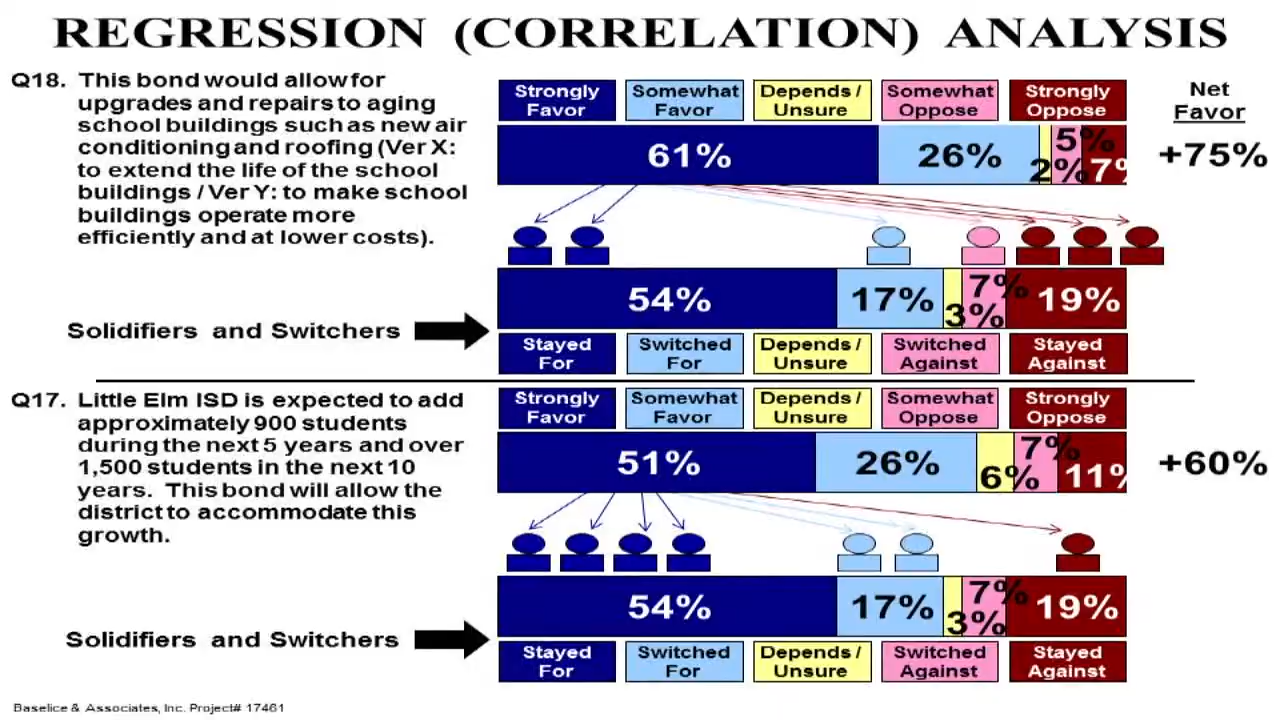 REGRESSION (CORRELATION) ANALYSIS
Q18. This bond would allow for
upgrades and repairs to aging
school buildings such as new air
conditioning and roofing (Ver X:
to extend the life of the school
buildings / Ver Y: to make school
buildings operate more
efficiently and at lower costs).
Strongly
Favor
Somewhat
Favor
Depends /
Unsure
Somewhat
Oppose
Strongly
Oppose
Net
Favor
61%
26%
2%
5%
7%
+75%
Solidifiers and Switchers
54%
17%
3%
7%
19%
Stayed
For
Switched
For
Depends /
Unsure
Switched
Against
Stayed
Against
Q17. Little Elm ISD is expected to add
approximately 900 students
during the next 5 years and over
1,500 students in the next 10
years. This bond will allow the
district to accommodate this
growth.
Strongly
Favor
Somewhat
Favor
Depends /
Unsure
Somewhat
Oppose
Strongly
Oppose
51%
26%
6%
7%
11%
+60%
Solidifiers and Switchers
54%
17%
3%
7%
19%
Stayed
For
Switched
For
Depends /
Unsure
Switched
Against
Stayed
Against
Baselice & Associates, Inc. Project# 17461